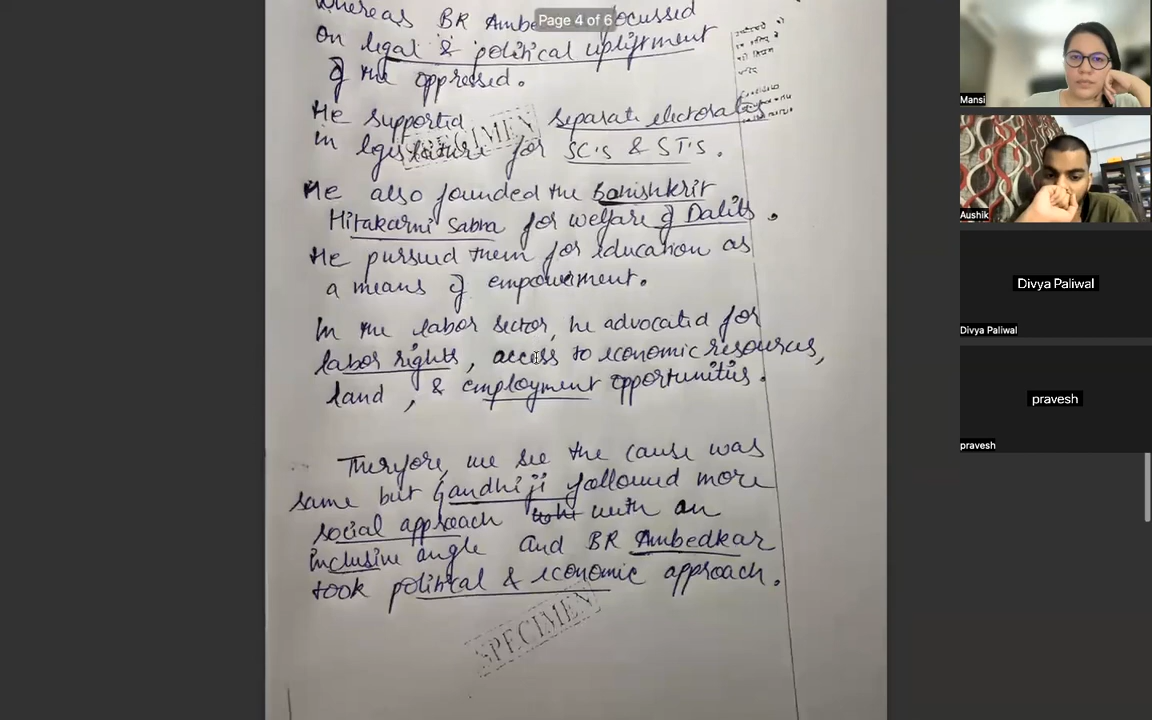 Whereas BR Ambe
Page 4 of 6
ocussed
on legal & political upliftment
of the oppressed.
He supported separate electorates
in legislature for SC's & ST's.
SPECIMEN
He also founded the Bahishkrit
Hitakarni Sabha for welfare of Dalits.
He pursued them for education as
a means of empowerment.
In the labor sector, he advocated for
labor rights, access to economic resources,
land, & employment opportunities.
Therefore, we see the cause was
same but Gandhiji followed more
social approach with an
inclusive angle and BR Ambedkar
took political & economic approach.
SPECIMEN
Mansi
Aushik
Divya Paliwal
Divya Paliwal
pravesh
pravesh